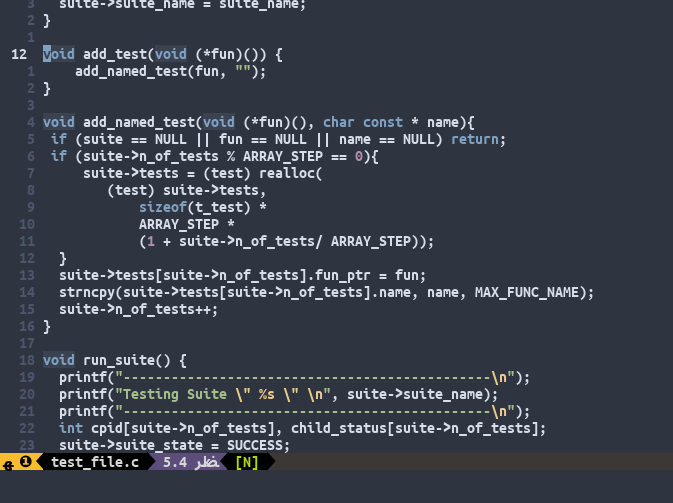 3 suite->suite_name = suite_name;
2 }
1
12 void add_test(void (*fun)()) {
1 add_named_test(fun, "");
2 }
3
4 void add_named_test(void (*fun)(), char const * name){
5 if (suite == NULL || fun == NULL || name == NULL) return;
6 if (suite->n_of_tests % ARRAY_STEP == 0){
7 suite->tests = (test) realloc(
8 (test) suite->tests,
9 sizeof(t_test) *
10 ARRAY_STEP *
11 (1 + suite->n_of_tests/ ARRAY_STEP));
12 }
13 suite->tests[suite->n_of_tests].fun_ptr = fun;
14 strncpy(suite->tests[suite->n_of_tests].name, name, MAX_FUNC_NAME);
15 suite->n_of_tests++;
16 }
17
18 void run_suite() {
19 printf("----------------------------------------------\n");
20 printf("Testing Suite \" %s \" \n", suite->suite_name);
21 printf("----------------------------------------------\n");
22 int cpid[suite->n_of_tests], child_status[suite->n_of_tests];
23 suite->suite_state = SUCCESS;
❶ test_file.c 5.4 نظر [N]